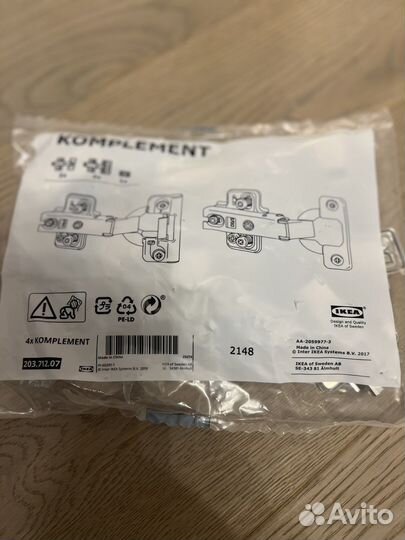 KOMPLEMENT
04
PE-LD
IKEA
Design and Quality
IKEA of Sweden
4x KOMPLEMENT
203.712.07
Made in China
2148
AA-2059977-3
Made in China
© Inter IKEA Systems B.V. 2017
IKEA of Sweden AB
SE-343 81 Älmhult
Avito